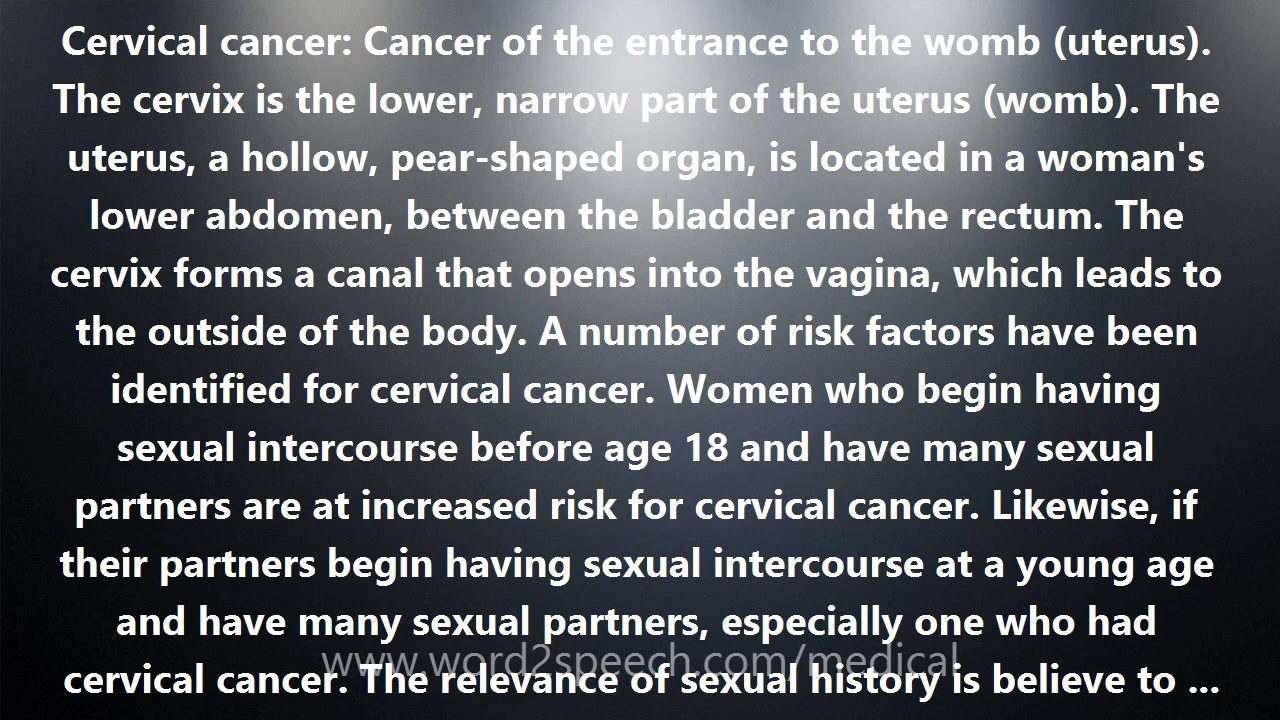 Cervical cancer: Cancer of the entrance to the womb (uterus).
The cervix is the lower, narrow part of the uterus (womb). The
uterus, a hollow, pear-shaped organ, is located in a woman's
lower abdomen, between the bladder and the rectum. The
cervix forms a canal that opens into the vagina, which leads to
the outside of the body. A number of risk factors have been
identified for cervical cancer. Women who begin having
sexual intercourse before age 18 and have many sexual
partners are at increased risk for cervical cancer. Likewise, if
their partners begin having sexual intercourse at a young age
and have many sexual partners, especially one who had
www.word2speech.com/medical
cervical cancer. The relevance of sexual history is believe to ...